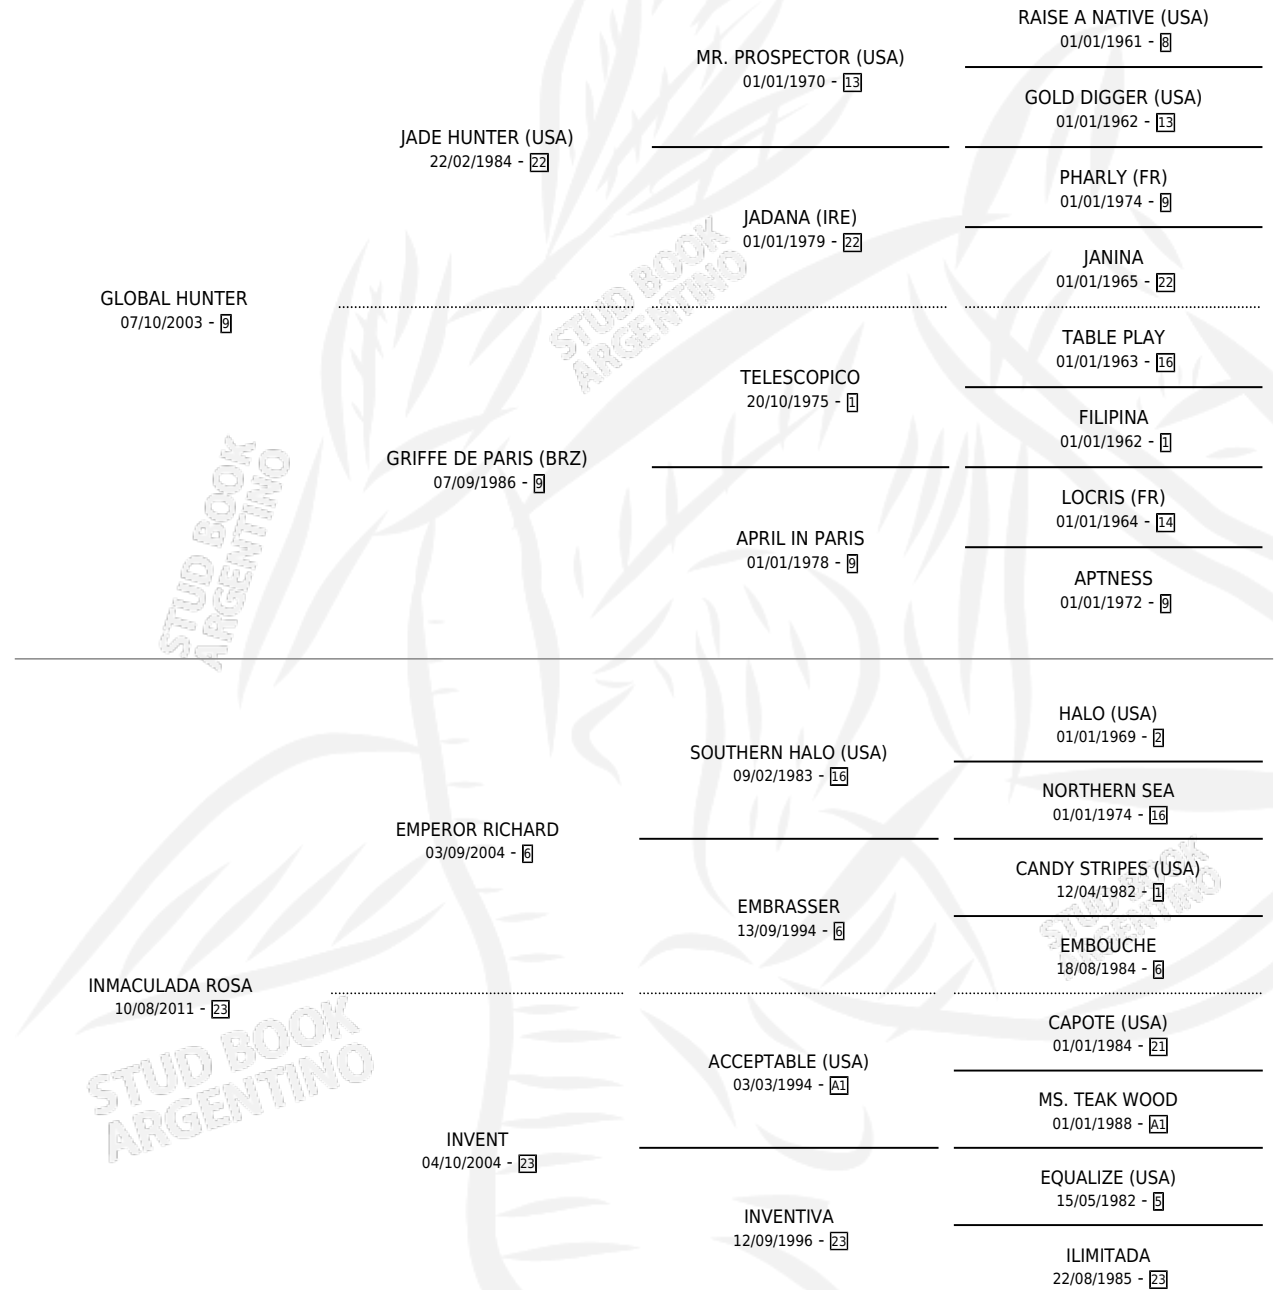 RAISE A NATIVE (USA)
01/01/1961 - 8
MR. PROSPECTOR (USA)
01/01/1970 - 13
GOLD DIGGER (USA)
01/01/1962 - 13
JADE HUNTER (USA)
22/02/1984 - 22
PHARLY (FR)
01/01/1974 - 9
JADANA (IRE)
01/01/1979 - 22
JANINA
01/01/1965 - 22
GLOBAL HUNTER
07/10/2003 - 9
TABLE PLAY
01/01/1963 - 16
TELESCOPICO
20/10/1975 - 1
FILIPINA
01/01/1962 - 1
GRIFFE DE PARIS (BRZ)
07/09/1986 - 9
LOCRIS (FR)
01/01/1964 - 14
APRIL IN PARIS
01/01/1978 - 9
APTNESS
01/01/1972 - 9
HALO (USA)
01/01/1969 - 2
SOUTHERN HALO (USA)
09/02/1983 - 16
NORTHERN SEA
01/01/1974 - 16
EMPEROR RICHARD
03/09/2004 - 6
CANDY STRIPES (USA)
12/04/1982 - 1
EMBRASSER
13/09/1994 - 6
EMBOUCHE
18/08/1984 - 6
INMACULADA ROSA
10/08/2011 - 23
CAPOTE (USA)
01/01/1984 - 21
ACCEPTABLE (USA)
03/03/1994 - A1
MS. TEAK WOOD
01/01/1988 - A1
INVENT
04/10/2004 - 23
EQUALIZE (USA)
15/05/1982 - 5
INVENTIVA
12/09/1996 - 23
ILIMITADA
22/08/1985 - 23
STUD BOOK
ARGENTINO
STUD BOOK
ARGENTINO
STUD BOOK
ARGENTINO
STUD BOOK
ARGENTINO